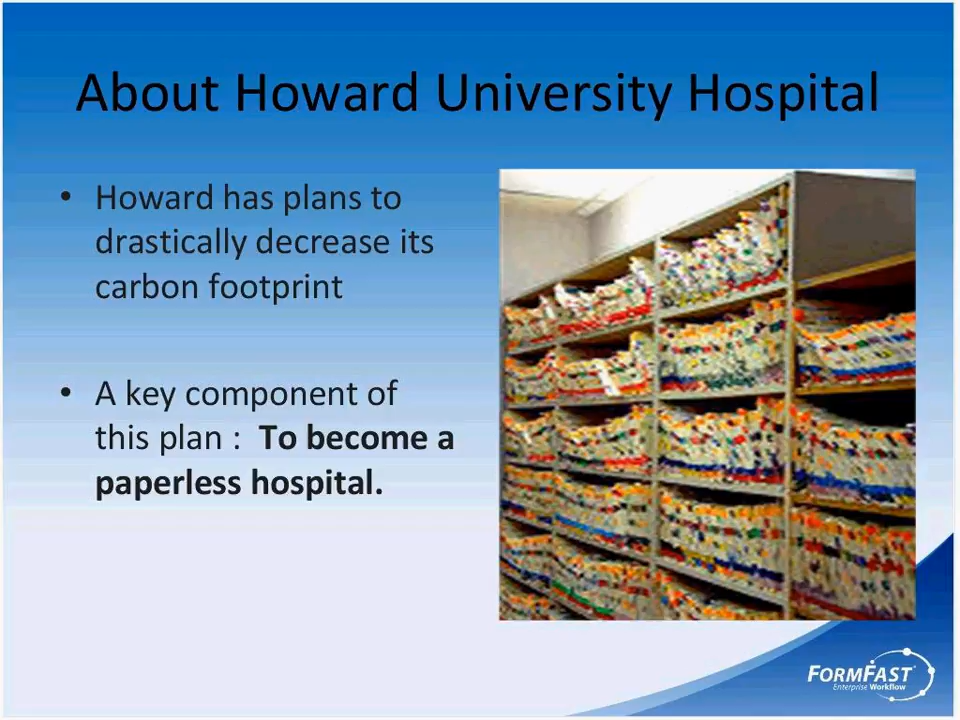 About Howard University Hospital
• Howard has plans to
drastically decrease its
carbon footprint
• A key component of
this plan : To become a
paperless hospital.
FORMFAST
Enterprise Workflow